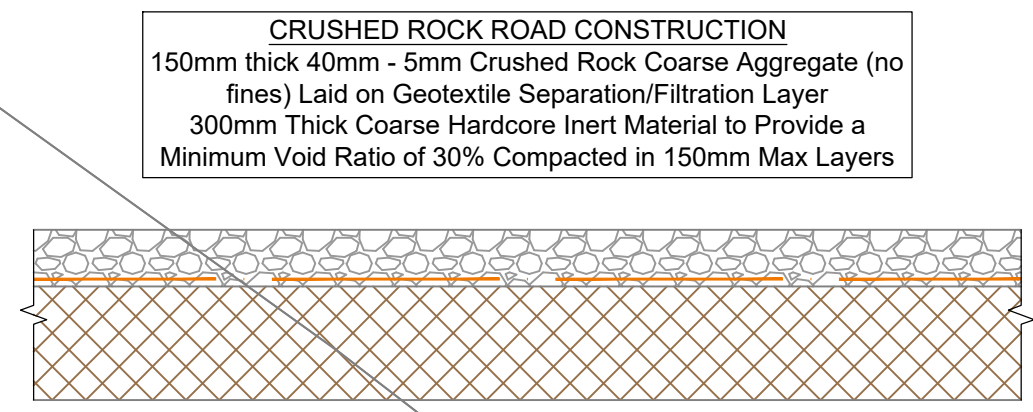 CRUSHED ROCK ROAD CONSTRUCTION
150mm thick 40mm - 5mm Crushed Rock Coarse Aggregate (no
fines) Laid on Geotextile Separation/Filtration Layer
300mm Thick Coarse Hardcore Inert Material to Provide a
Minimum Void Ratio of 30% Compacted in 150mm Max Layers